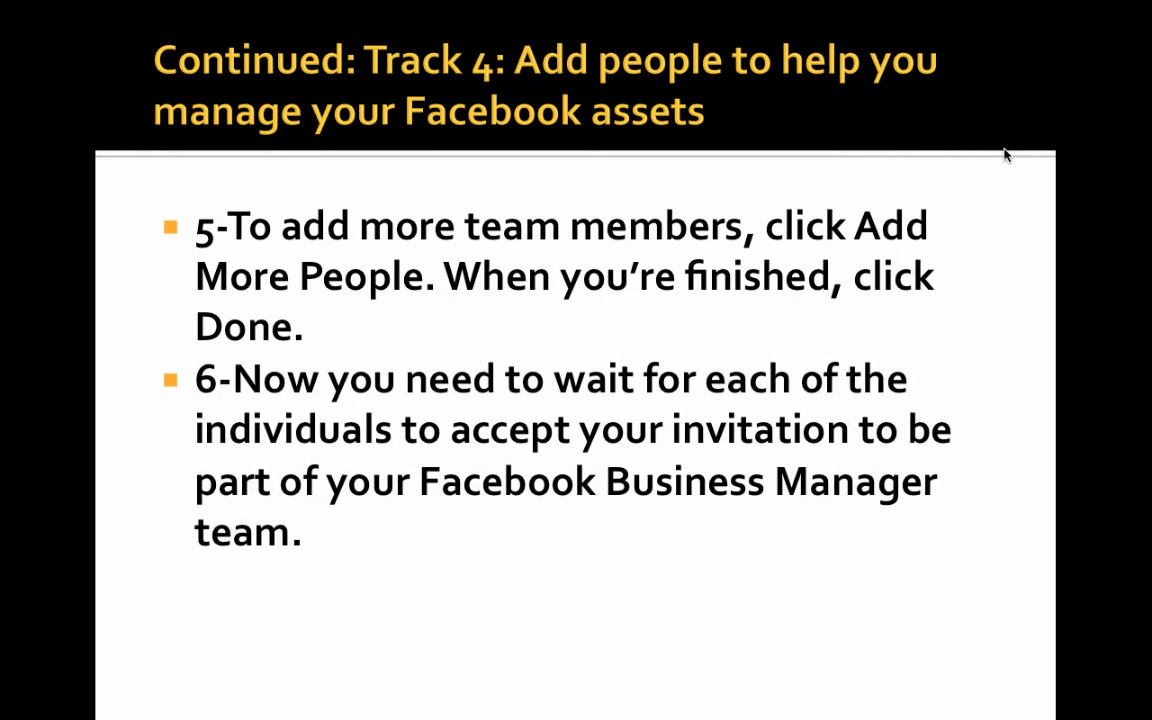 Continued: Track 4: Add people to help you
manage your Facebook assets
5-To add more team members, click Add
More People. When you’re finished, click
Done.
6-Now you need to wait for each of the
individuals to accept your invitation to be
part of your Facebook Business Manager
team.